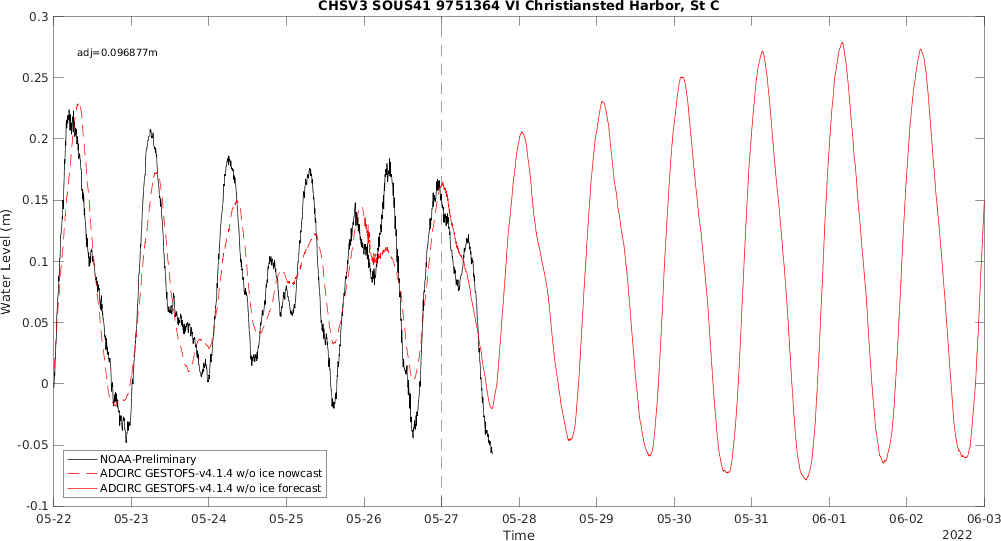 CHSV3 SOUS41 9751364 VI Christiansted Harbor, St C
adj=0.096877m
0.3
0.25
0.2
0.15
0.1
0.05
0
-0.05
-0.1
Water Level (m)
NOAA-Preliminary
ADCIRC GESTOFS-v4.1.4 w/o ice nowcast
ADCIRC GESTOFS-v4.1.4 w/o ice forecast
05-22 05-23 05-24 05-25 05-26 05-27 05-28 05-29 05-30 05-31 06-01 06-02 06-03
Time
2022